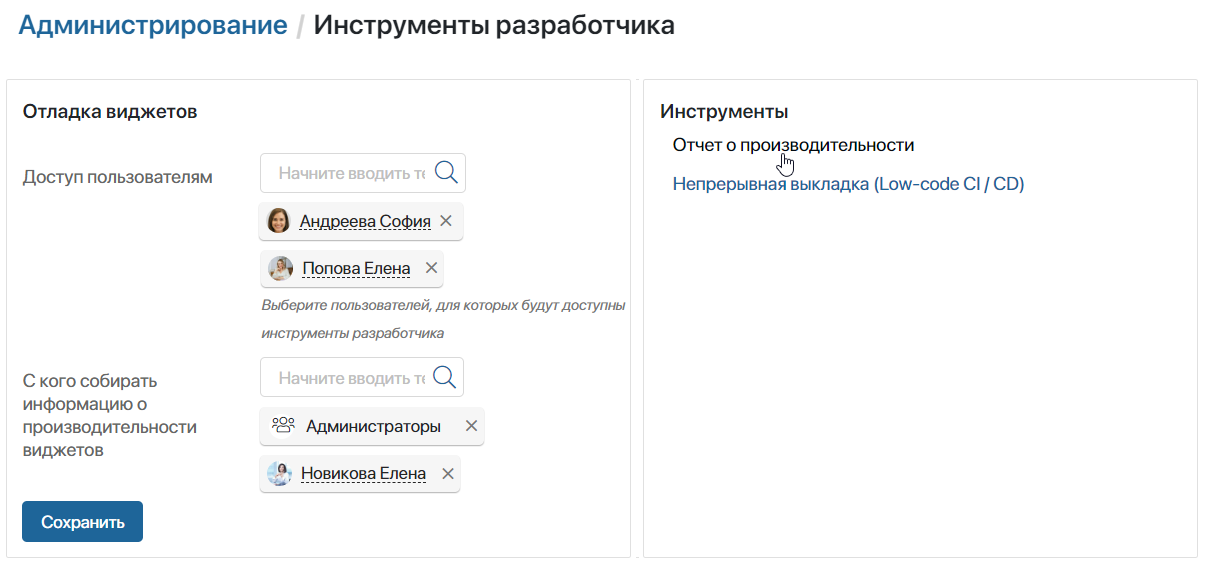 Администрирование / Инструменты разработчика
Отладка виджетов
Доступ пользователям
Начните вводить те
Андреева София
Попова Елена
Выберите пользователей, для которых будут доступны
инструменты разработчика
С кого собирать
информацию о
производительности
виджетов
Начните вводить те
Администраторы
Новикова Елена
Сохранить
Инструменты
Отчет о производительности
Непрерывная выкладка (Low-code CI / CD)